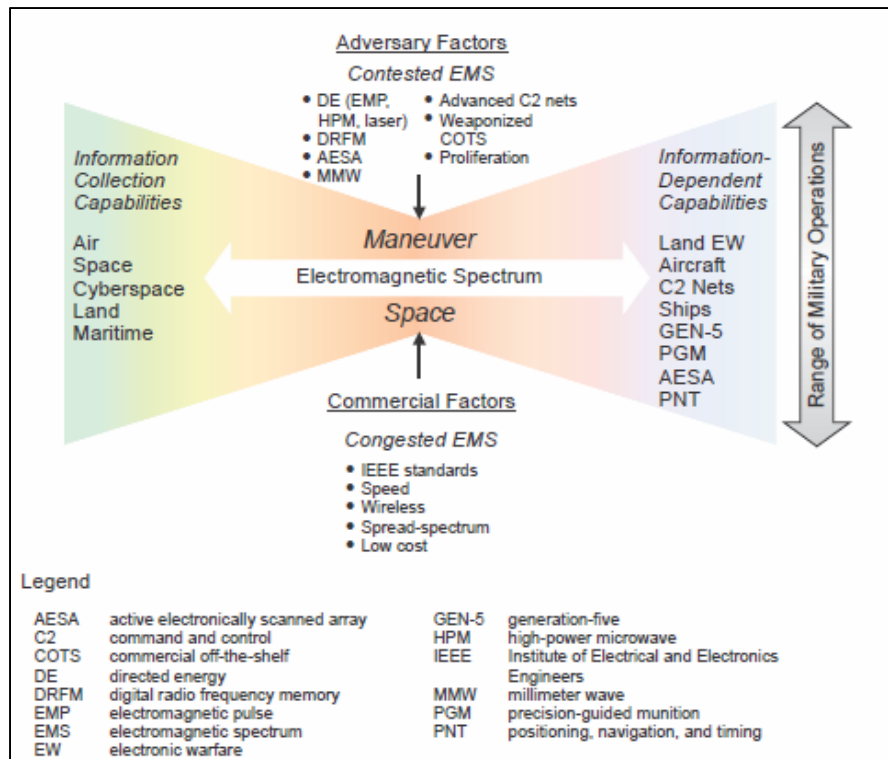 Adversary Factors
Contested EMS
• DE (EMP,
HPM, laser)
• DRFM
• AESA
• MMW
• Advanced C2 nets
• Weaponized
COTS
• Proliferation
Information
Collection
Capabilities
Air
Space
Cyberspace
Land
Maritime
Maneuver
Electromagnetic Spectrum
Space
Information-
Dependent
Capabilities
Land EW
Aircraft
C2 Nets
Ships
GEN-5
PGM
AESA
PNT
Range of Military Operations
Commercial Factors
Congested EMS
• IEEE standards
• Speed
• Wireless
• Spread-spectrum
• Low cost
Legend
AESA active electronically scanned array
C2 command and control
COTS commercial off-the-shelf
DE directed energy
DRFM digital radio frequency memory
EMP electromagnetic pulse
EMS electromagnetic spectrum
EW electronic warfare
GEN-5 generation-five
HPM high-power microwave
IEEE Institute of Electrical and Electronics
Engineers
MMW millimeter wave
PGM precision-guided munition
PNT positioning, navigation, and timing